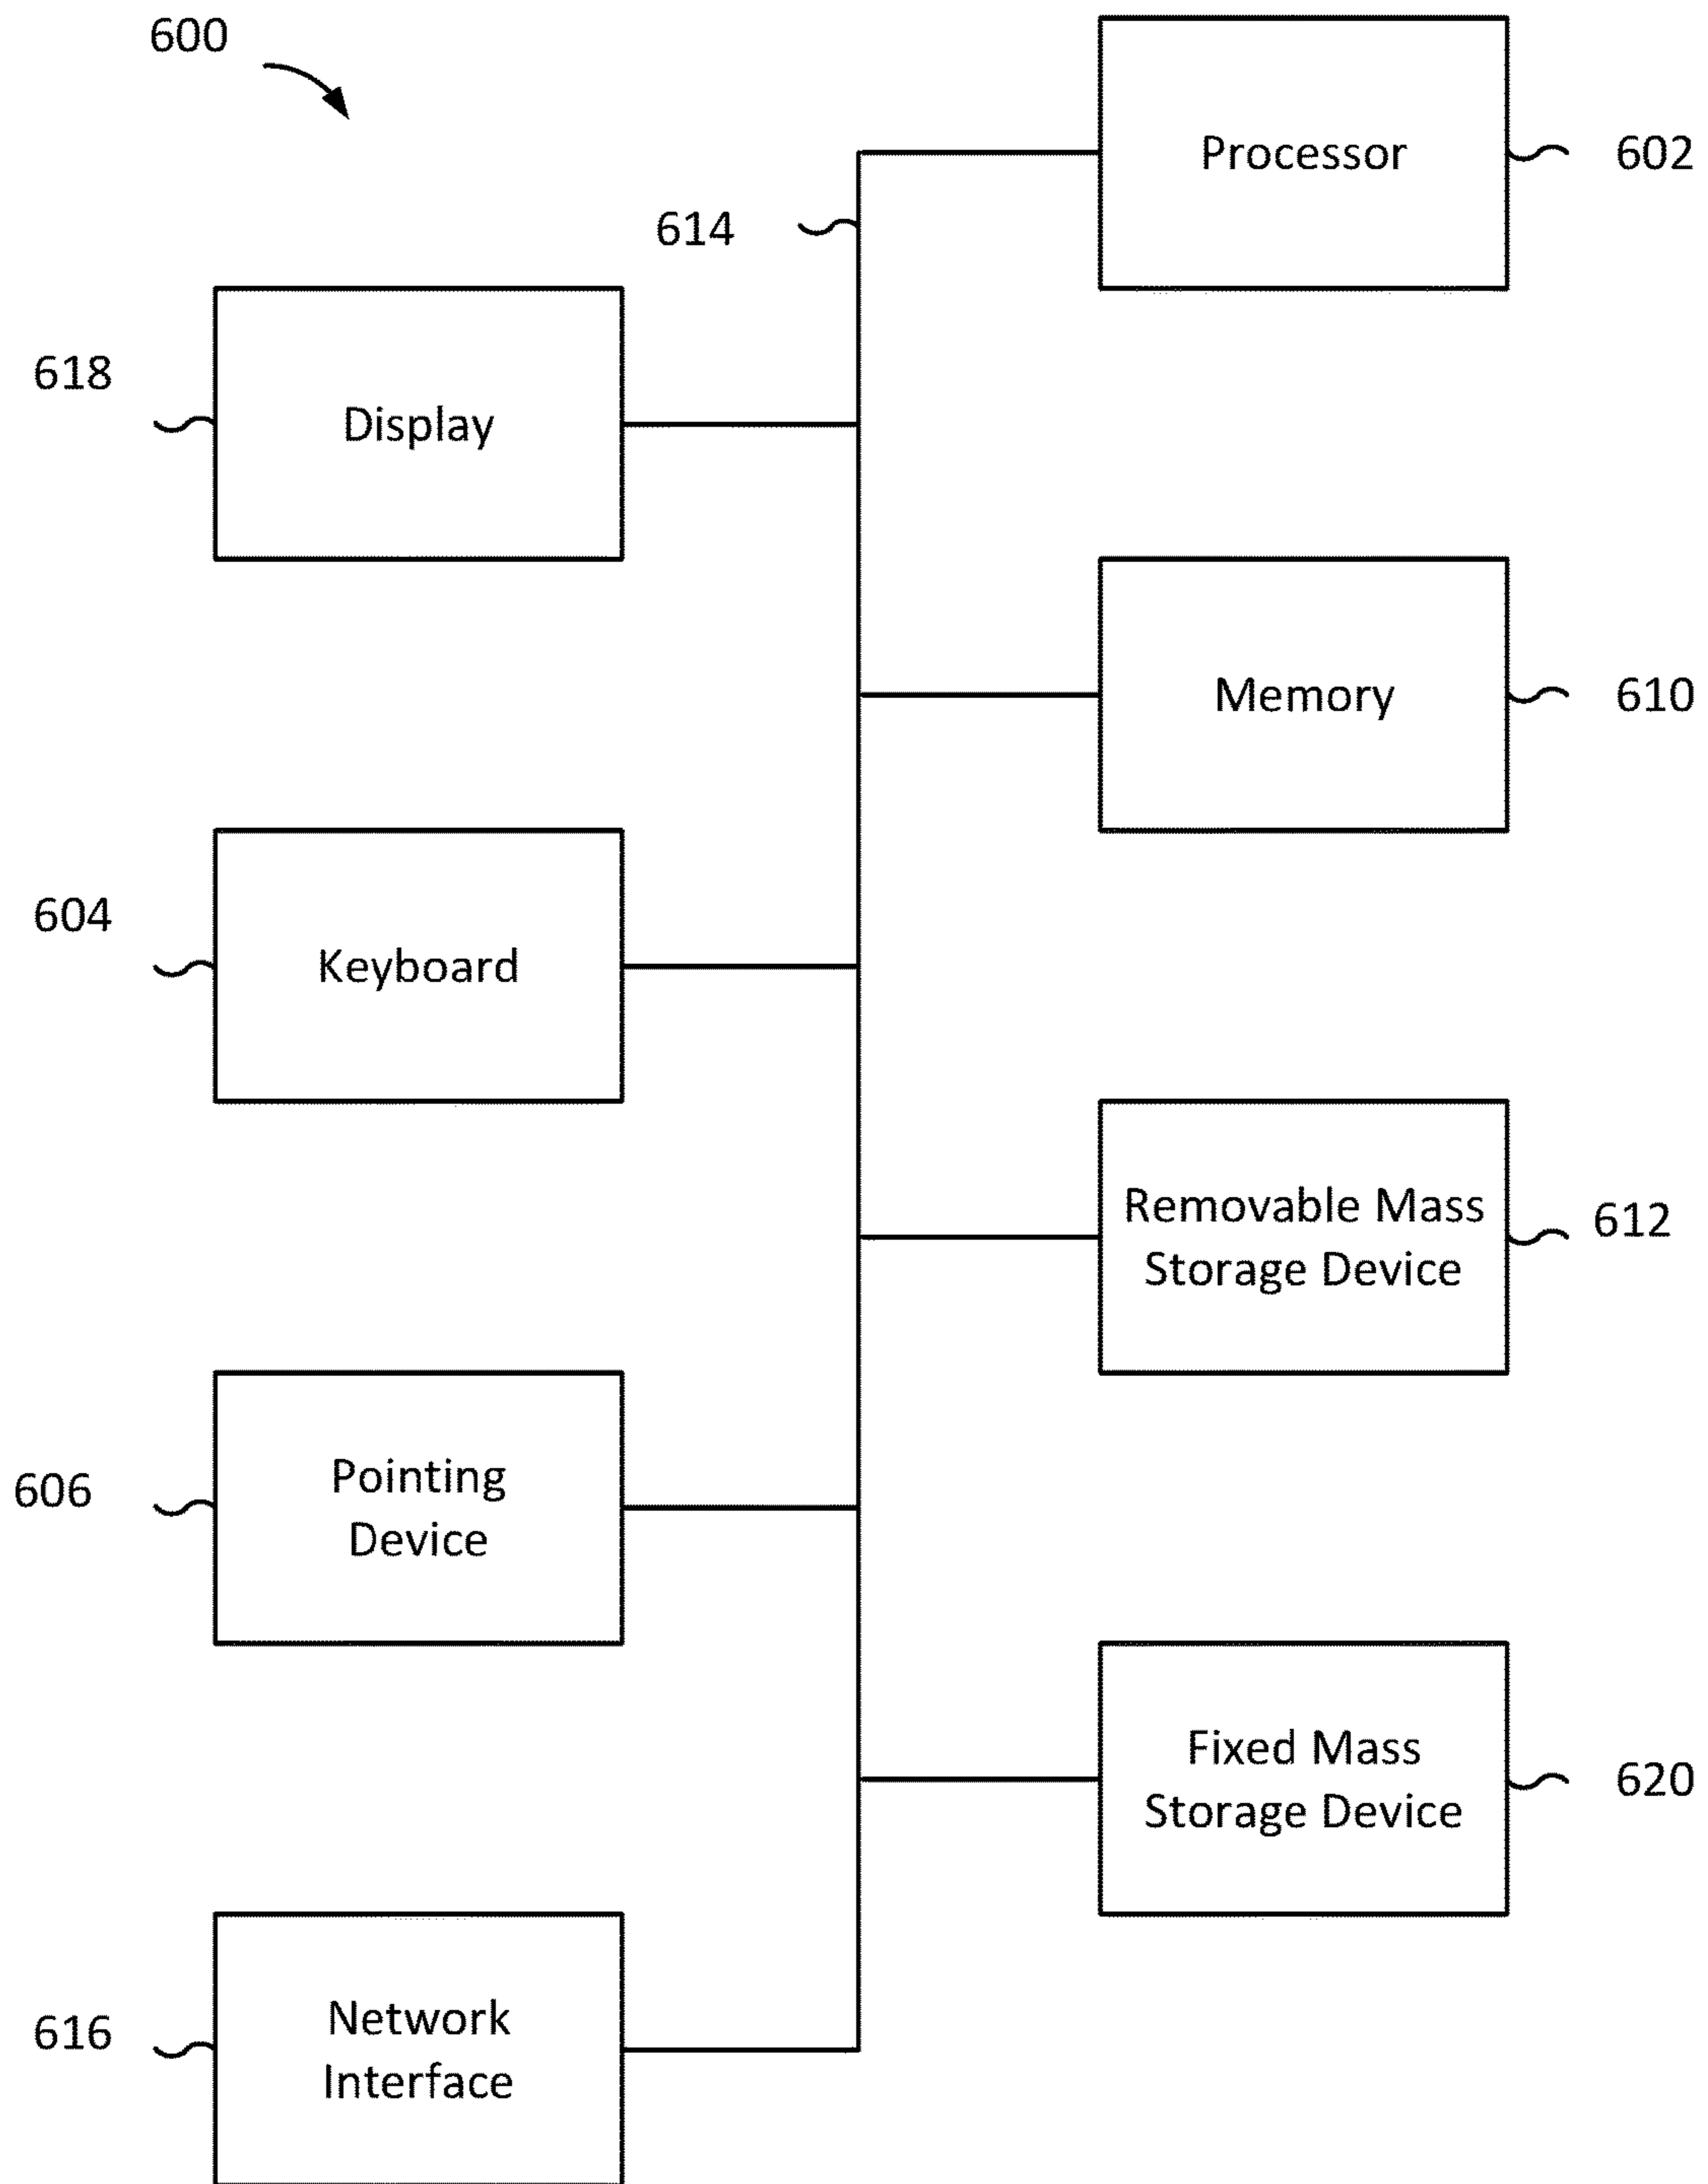 600
Processor
602
614
618
Display
Memory
610
604
Keyboard
Removable Mass
Storage Device
612
606
Pointing
Device
Fixed Mass
Storage Device
620
616
Network
Interface